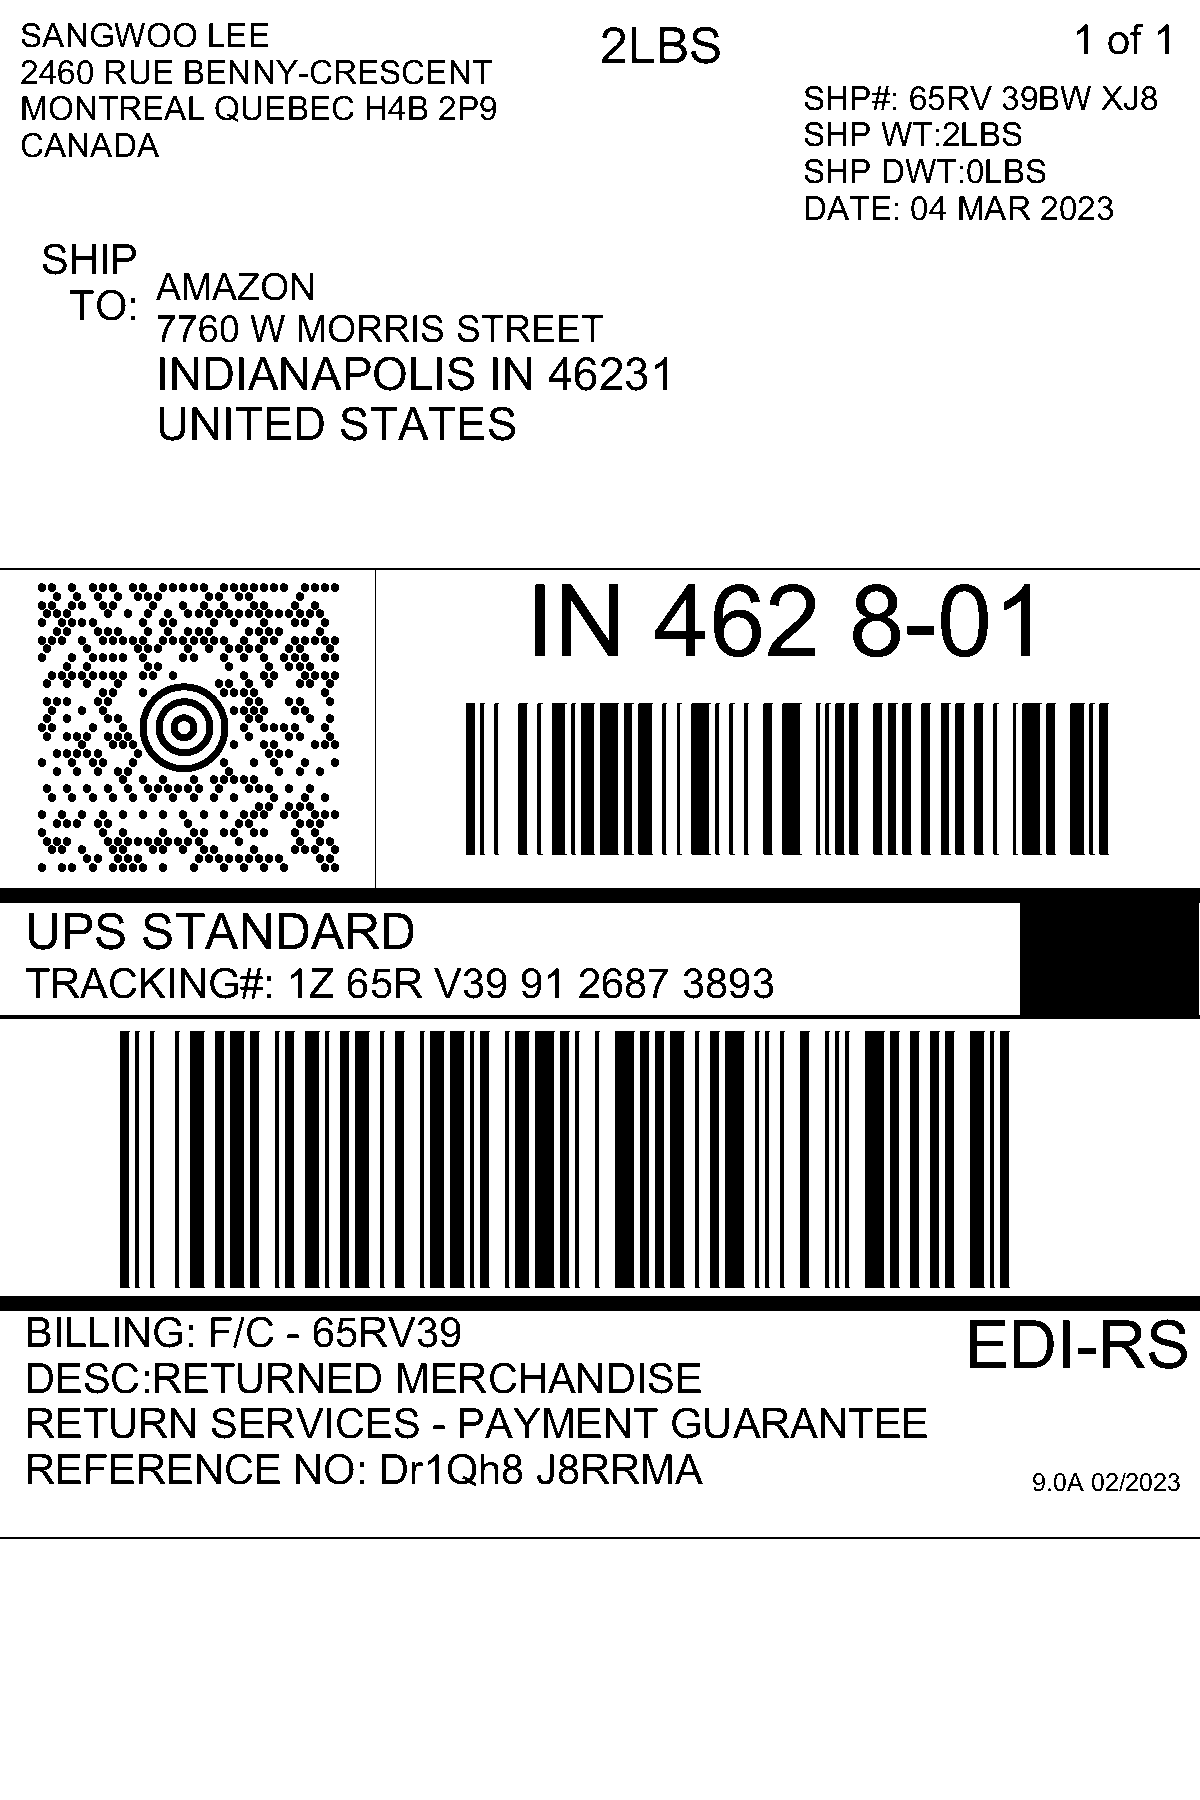 SANGWOO LEE
2460 RUE BENNY-CRESCENT
MONTREAL QUEBEC H4B 2P9
CANADA
2LBS
1 of 1
SHP#: 65RV 39BW XJ8
SHP WT:2LBS
SHP DWT:0LBS
DATE: 04 MAR 2023
SHIP
TO:
AMAZON
7760 W MORRIS STREET
INDIANAPOLIS IN 46231
UNITED STATES
IN 462 8-01
UPS STANDARD
TRACKING#: 1Z 65R V39 91 2687 3893
BILLING: F/C - 65RV39
DESC:RETURNED MERCHANDISE
RETURN SERVICES - PAYMENT GUARANTEE
REFERENCE NO: Dr1Qh8 J8RRMA
EDI-RS
9.0A 02/2023